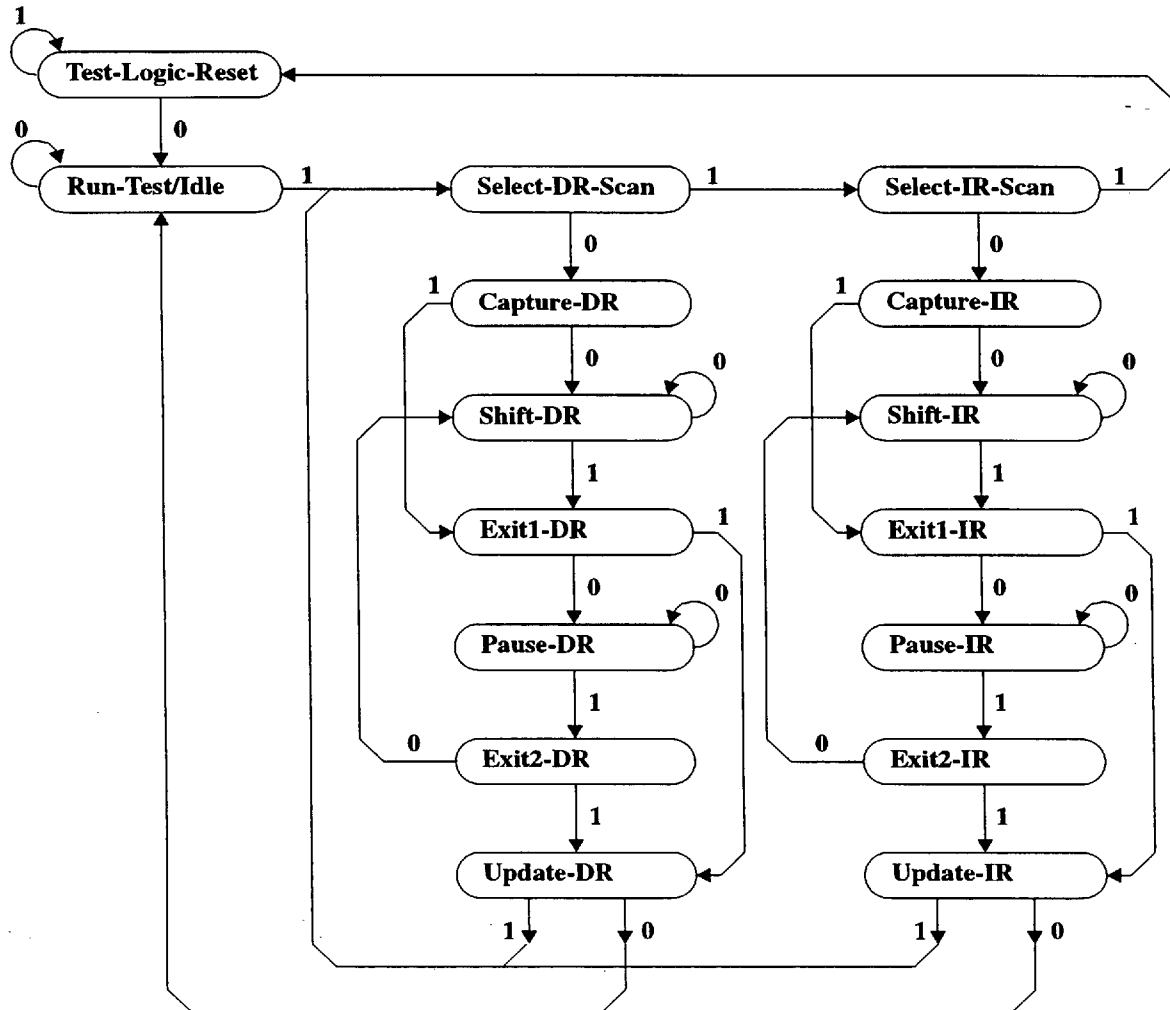 1
Test-Logic-Reset
0
0
Run-Test/Idle
1
Select-DR-Scan
1
Select-IR-Scan
1
0
0
1
Capture-DR
1
Capture-IR
0
0
0
0
Shift-DR
Shift-IR
1
1
Exit1-DR
1
Exit1-IR
1
0
0
0
0
Pause-DR
Pause-IR
1
1
0
Exit2-DR
0
Exit2-IR
1
1
Update-DR
Update-IR
1
0
1
0